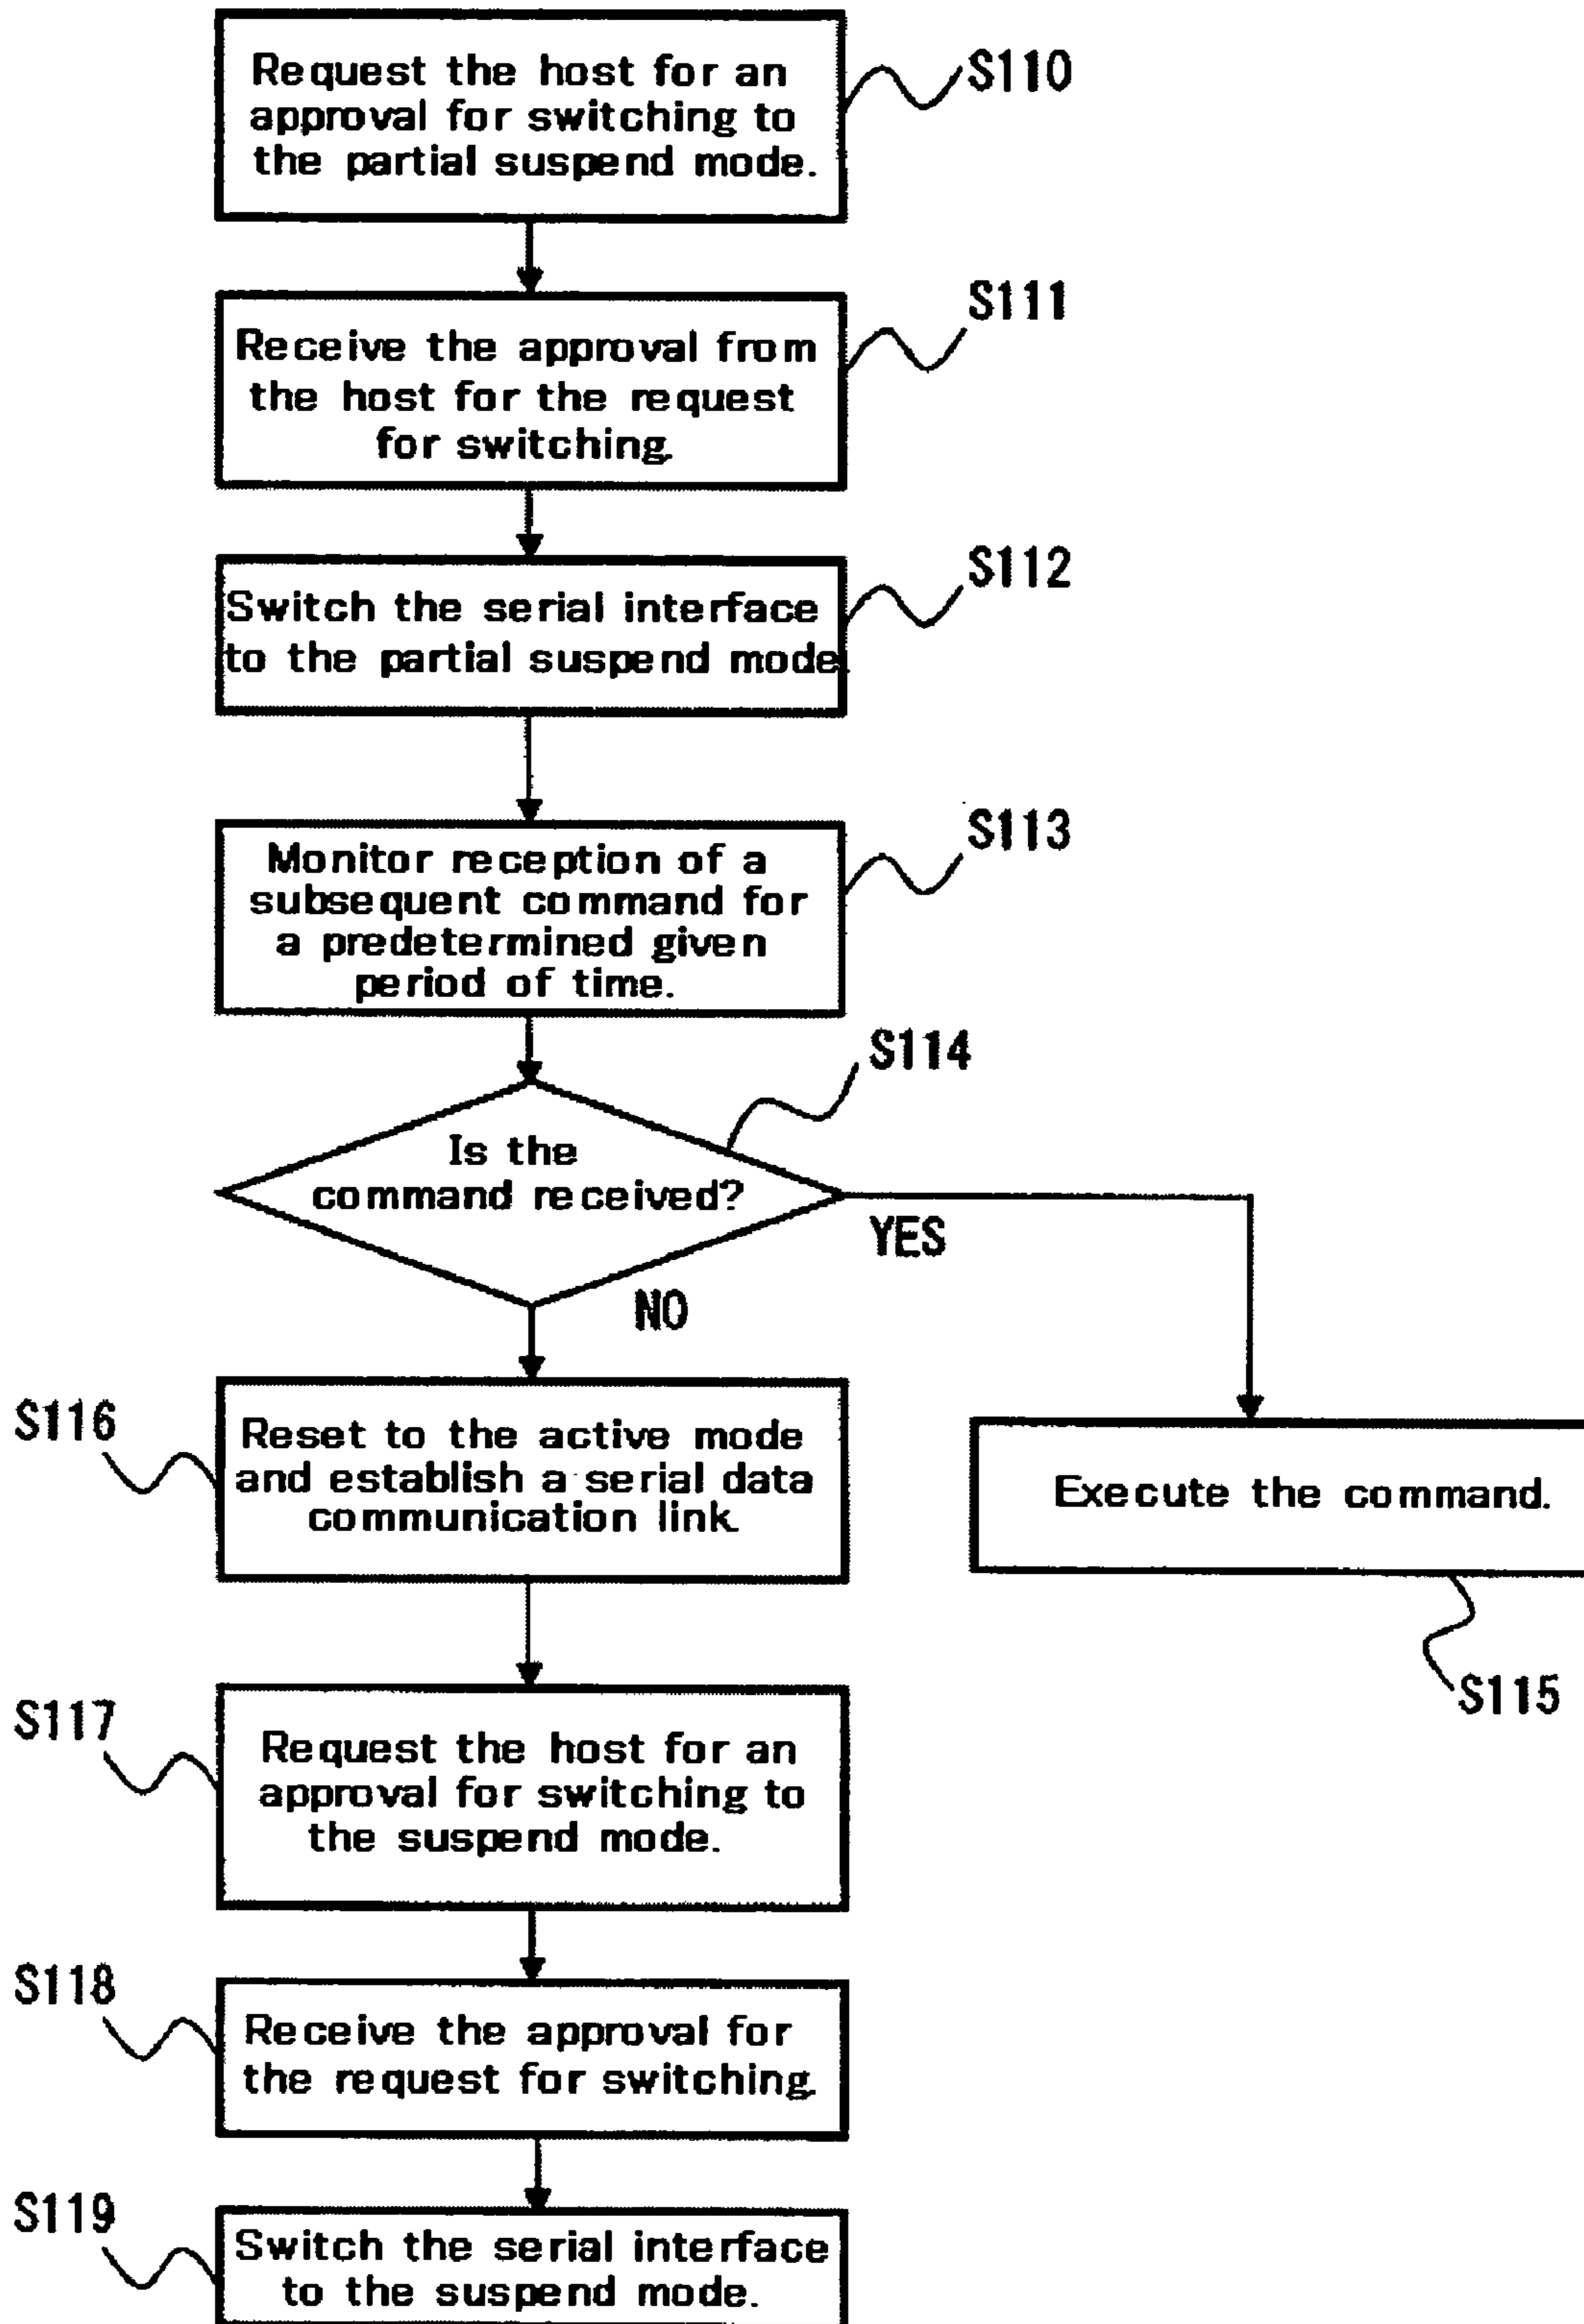 Request the host for an
approval for switching to
the partial suspend mode.
S110
Receive the approval from
the host for the request
for switching.
S111
Switch the serial interface
to the partial suspend mode.
S112
Monitor reception of a
subsequent command for
a predetermined given
period of time.
S113
Is the
command received?
S114
YES
NO
Execute the command.
S115
S116
Reset to the active mode
and establish a serial data
communication link.
S117
Request the host for an
approval for switching to
the suspend mode.
S118
Receive the approval for
the request for switching.
S119
Switch the serial interface
to the suspend mode.